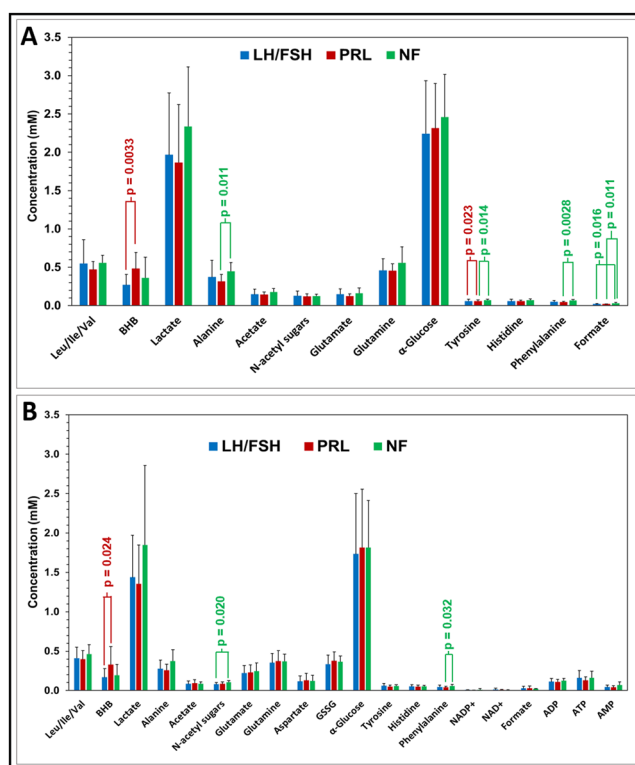 A
LH/FSH PRL NF
Concentration (mM)
3.5
3.0
2.5
2.0
1.5
1.0
0.5
0.0
p = 0.0033
p = 0.011
p = 0.023
p = 0.014
p = 0.0028
p = 0.016
p = 0.011
Leu/Ile/Val
BHB
Lactate
Alanine
Acetate
N-acetyl sugars
Glutamate
Glutamine
α-Glucose
Tyrosine
Histidine
Phenylalanine
Formate
B
LH/FSH PRL NF
Concentration (mM)
3.5
3.0
2.5
2.0
1.5
1.0
0.5
0.0
p = 0.024
p = 0.020
p = 0.032
Leu/Ile/Val
BHB
Lactate
Alanine
Acetate
N-acetyl sugars
Glutamate
Glutamine
Aspartate
GSSG
α-Glucose
Tyrosine
Histidine
Phenylalanine
NADP+
NAD+
Formate
ADP
ATP
AMP